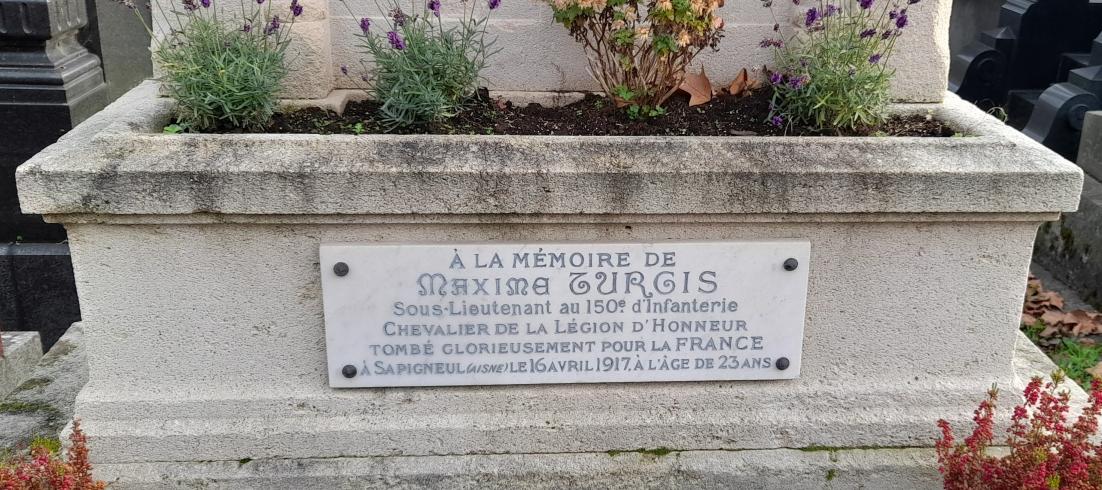 À LA MÉMOIRE DE
MAXIME TURGIS
Sous-Lieutenant au 150e d'Infanterie
CHEVALIER DE LA LÉGION D'HONNEUR
TOMBÉ GLORIEUSEMENT POUR LA FRANCE
À SAPIGNEUL (AISNE) LE 16 AVRIL 1917, À L'ÂGE DE 23 ANS